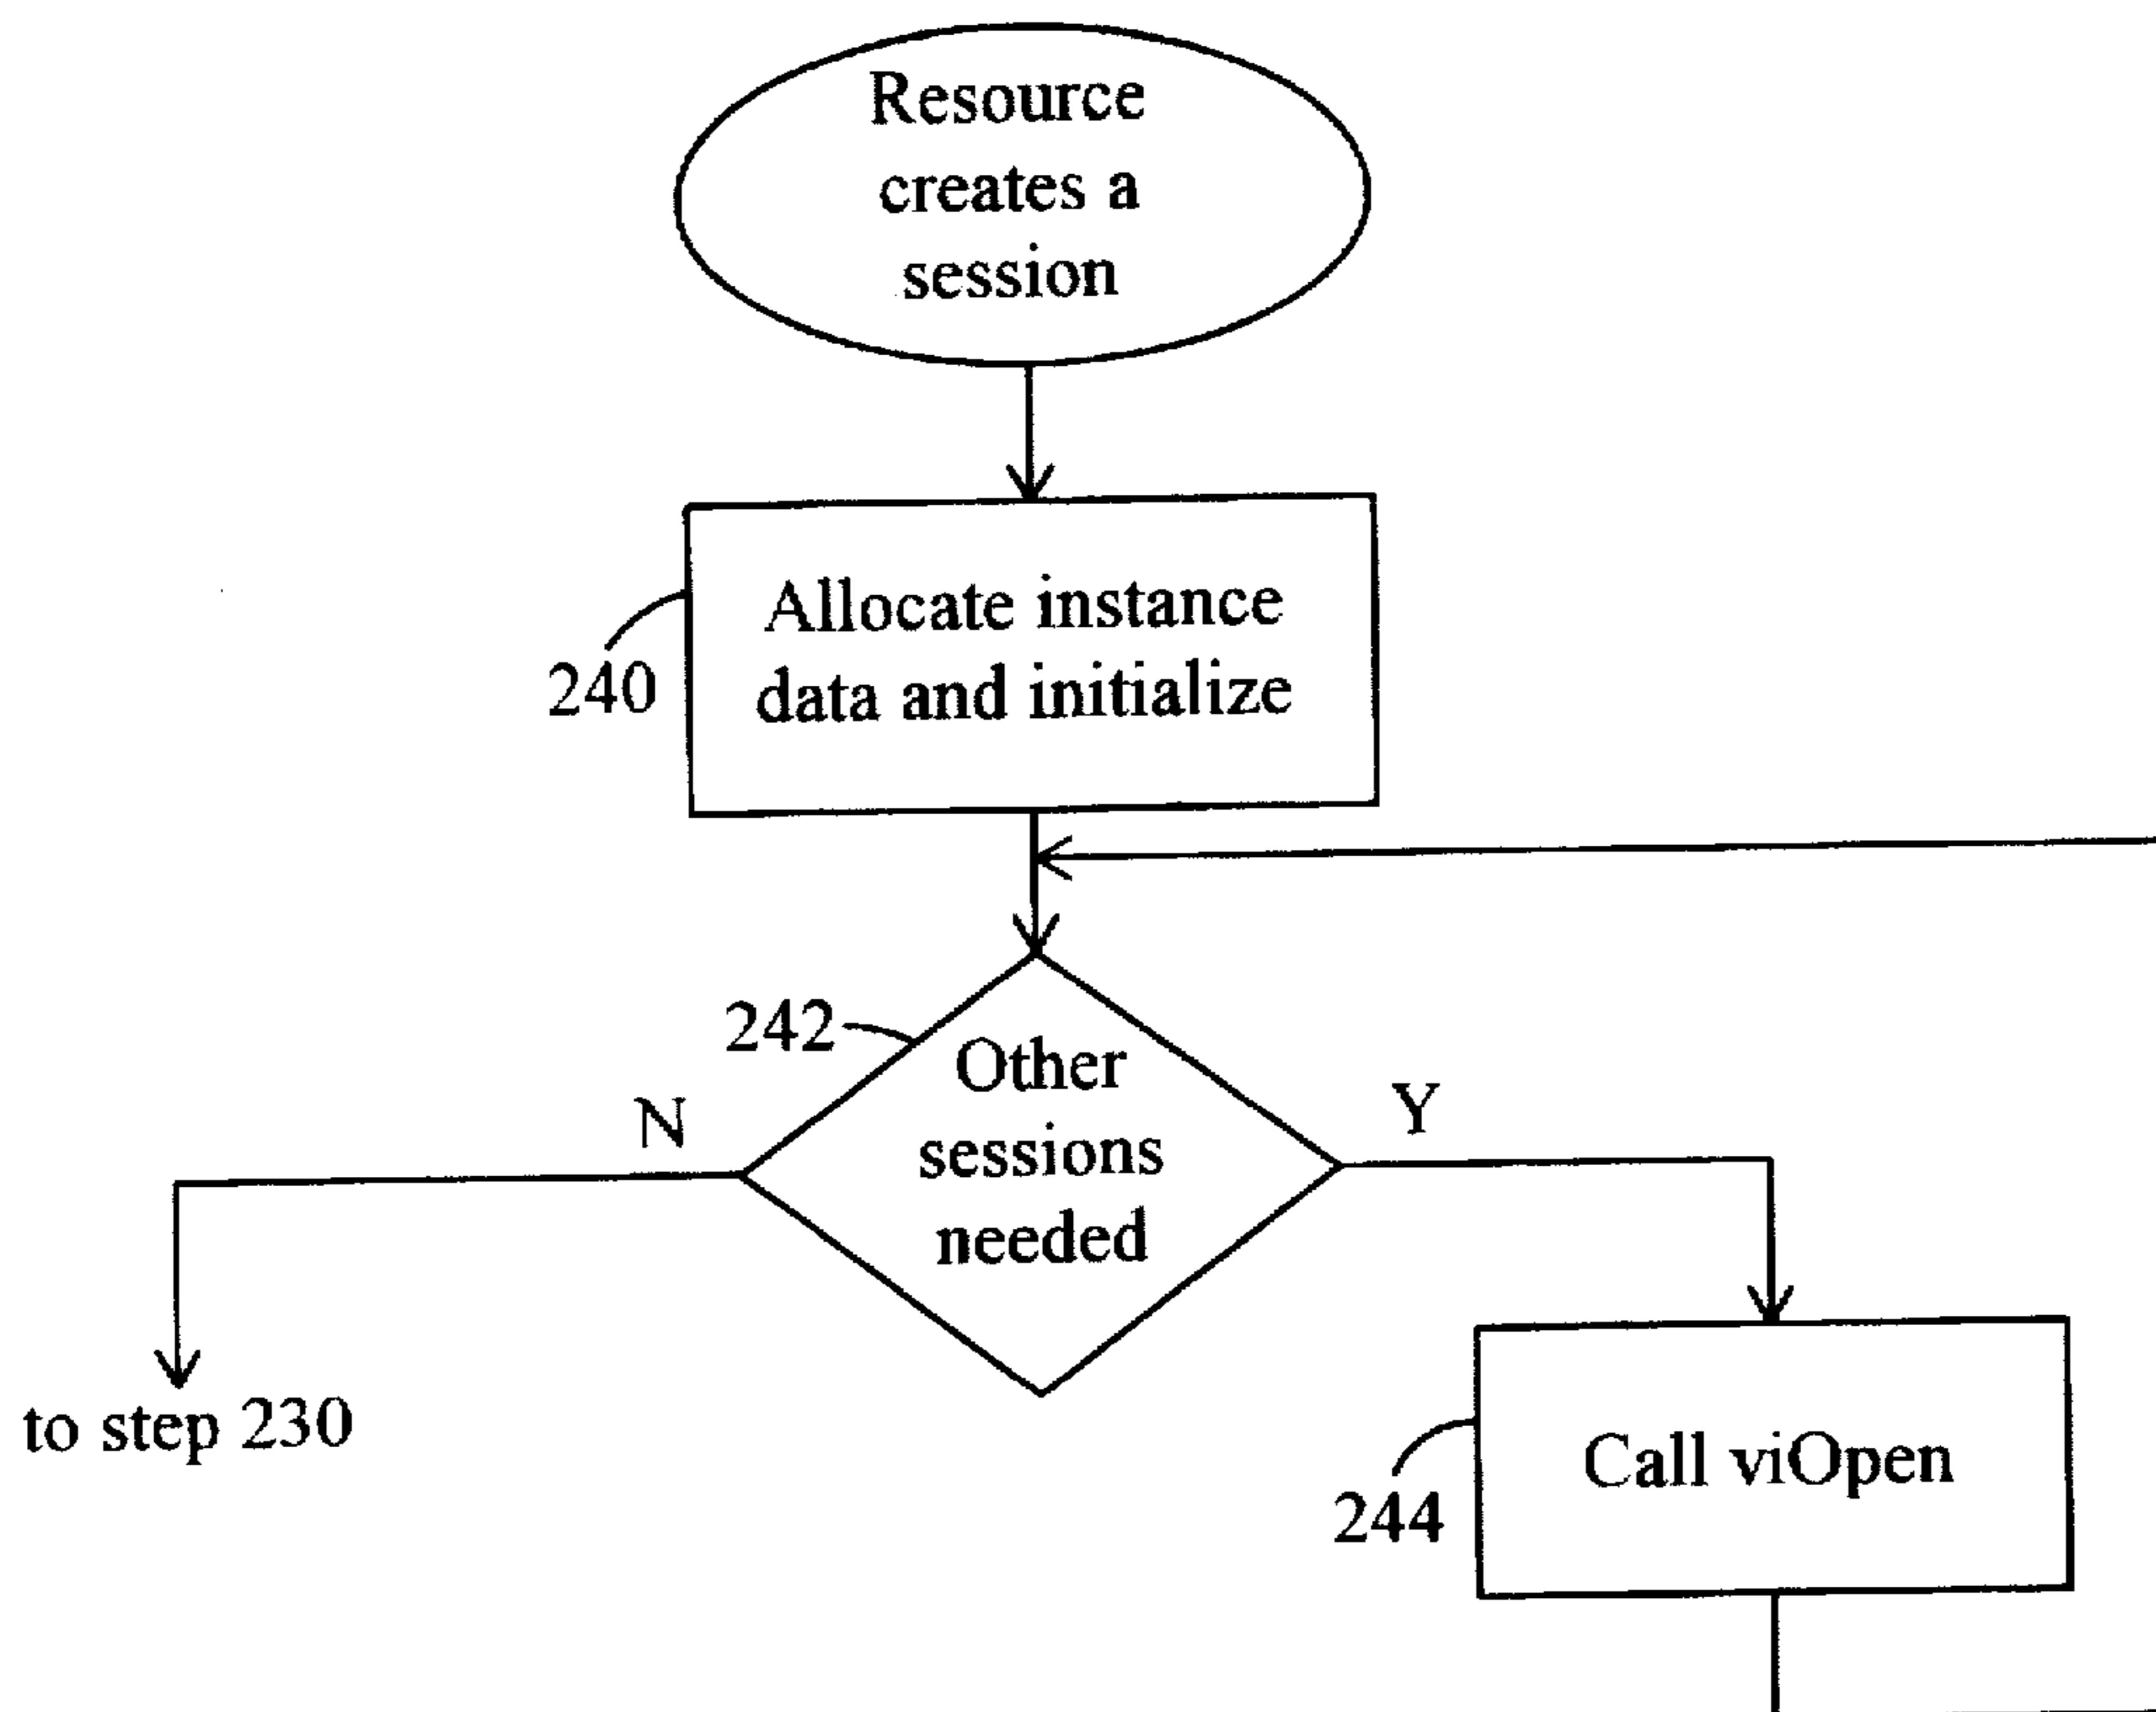 Resource
creates a
session
Allocate instance
data and initialize
240
242
Other
sessions
needed
N
Y
to step 230
Call viOpen
244